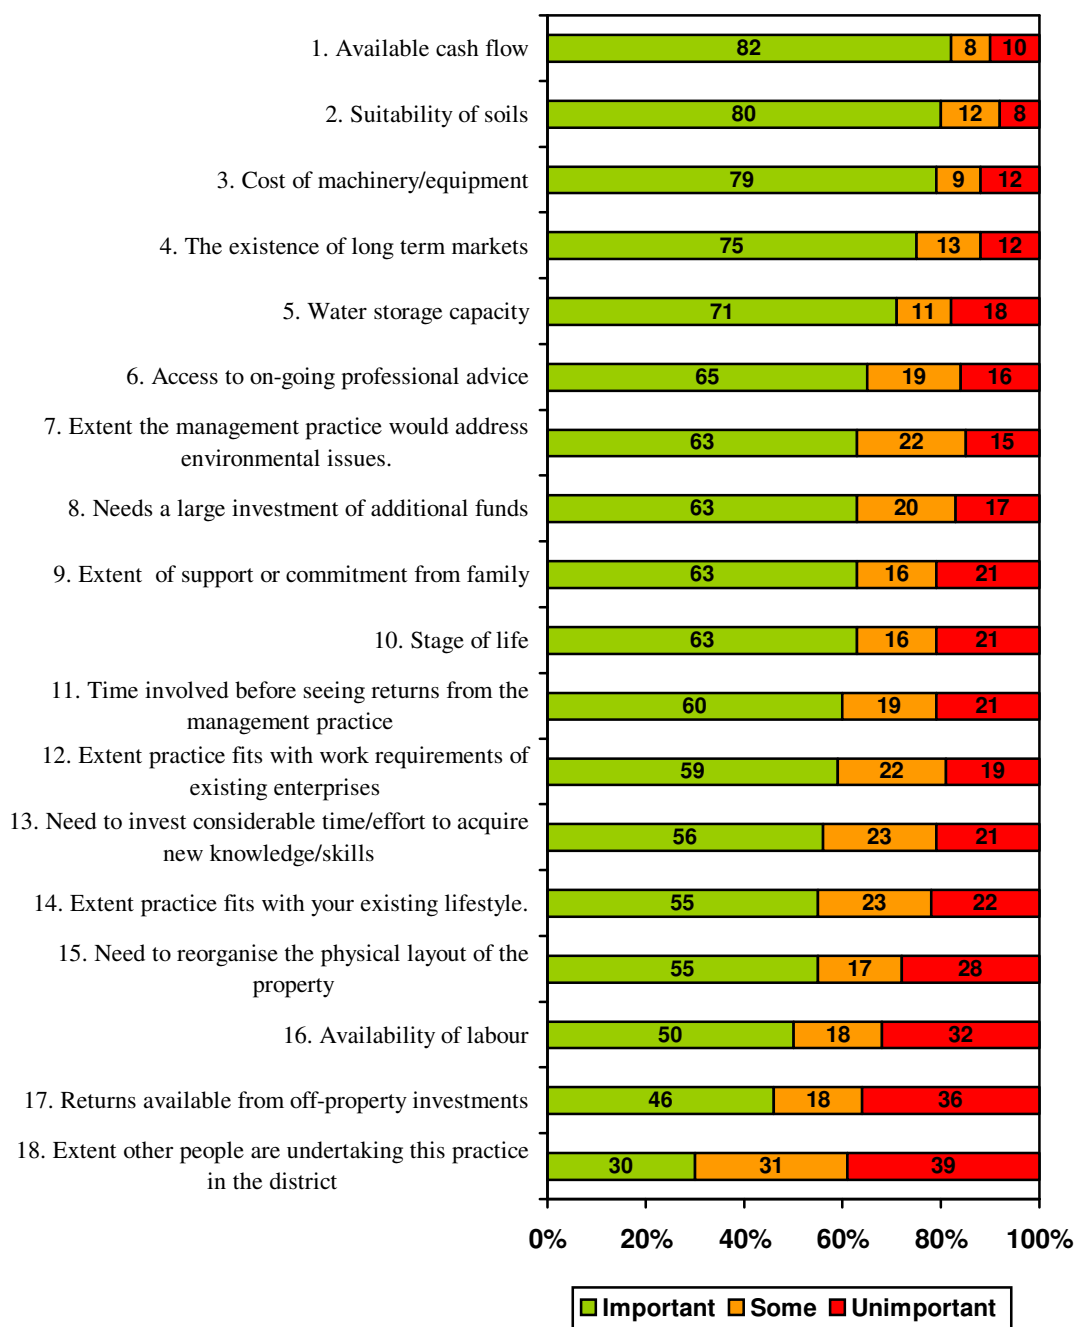 1. Available cash flow
82 8 10
2. Suitability of soils
80 12 8
3. Cost of machinery/equipment
79 9 12
4. The existence of long term markets
75 13 12
5. Water storage capacity
71 11 18
6. Access to on-going professional advice
65 19 16
7. Extent the management practice would address
environmental issues.
63 22 15
8. Needs a large investment of additional funds
63 20 17
9. Extent  of support or commitment from family
63 16 21
10. Stage of life
63 16 21
11. Time involved before seeing returns from the
management practice
60 19 21
12. Extent practice fits with work requirements of
existing enterprises
59 22 19
13. Need to invest considerable time/effort to acquire
new knowledge/skills
56 23 21
14. Extent practice fits with your existing lifestyle.
55 23 22
15. Need to reorganise the physical layout of the
property
55 17 28
16. Availability of labour
50 18 32
17. Returns available from off-property investments
46 18 36
18. Extent other people are undertaking this practice
in the district
30 31 39
0% 20% 40% 60% 80% 100%
Important Some Unimportant